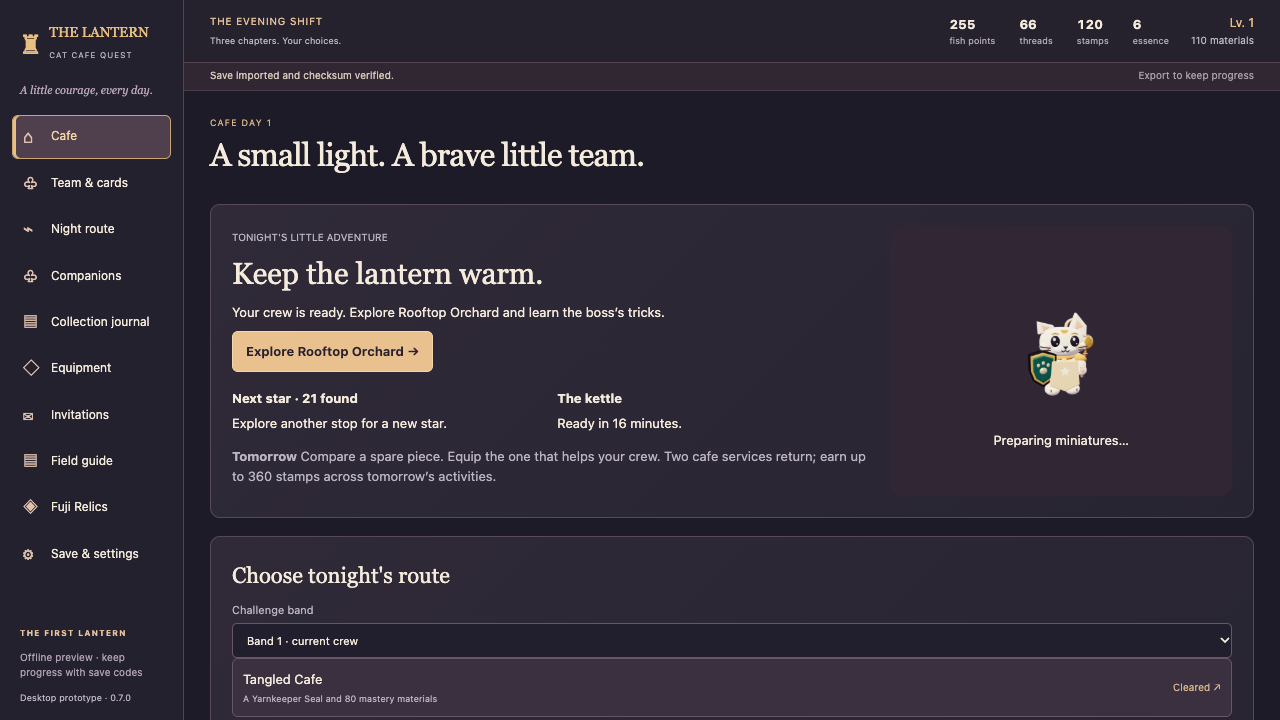 THE LANTERN
CAT CAFE QUEST
A little courage, every day.
Cafe
Team & cards
Night route
Companions
Collection journal
Equipment
Invitations
Field guide
Fuji Relics
Save & settings
THE FIRST LANTERN
Offline preview · keep
progress with save codes
Desktop prototype · 0.7.0
THE EVENING SHIFT
Three chapters. Your choices.
255
fish points
66
threads
120
stamps
6
essence
Lv. 1
110 materials
Save imported and checksum verified.
Export to keep progress
CAFE DAY 1
A small light. A brave little team.
TONIGHT'S LITTLE ADVENTURE
Keep the lantern warm.
Your crew is ready. Explore Rooftop Orchard and learn the boss’s tricks.
Explore Rooftop Orchard →
Next star · 21 found
Explore another stop for a new star.
The kettle
Ready in 16 minutes.
Tomorrow Compare a spare piece. Equip the one that helps your crew. Two cafe services return; earn up
to 360 stamps across tomorrow’s activities.
Preparing miniatures…
Choose tonight's route
Challenge band
Band 1 · current crew
Tangled Cafe
A Yarnkeeper Seal and 80 mastery materials
Cleared ↗